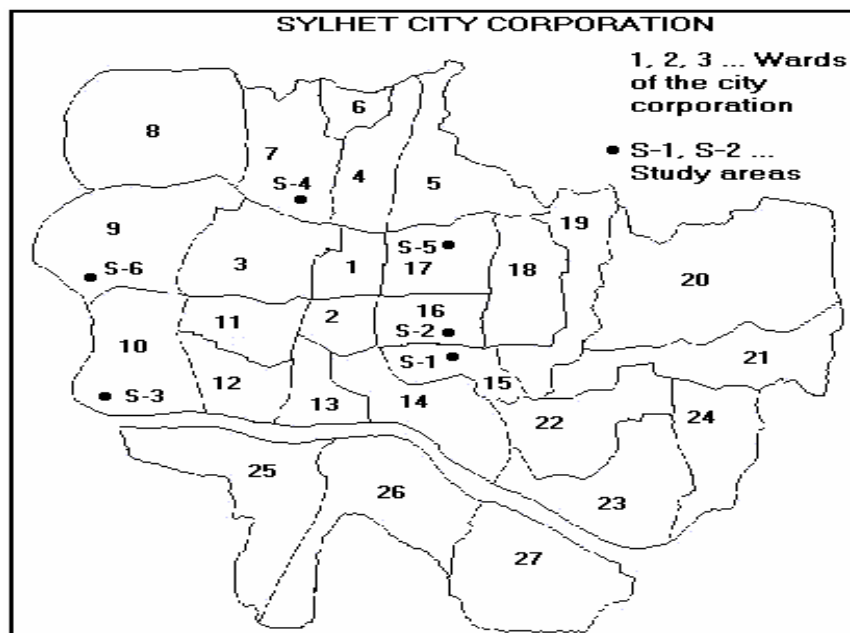 SYLHET CITY CORPORATION
1, 2, 3 ... Wards
of the city
corporation
S-1, S-2 ...
Study areas
6
8
7
4
5
S-4
9
19
S-5
3
1
17
18
S-6
20
11
2
16
S-2
10
21
S-1
12
15
S-3
13
14
22
24
25
26
23
27